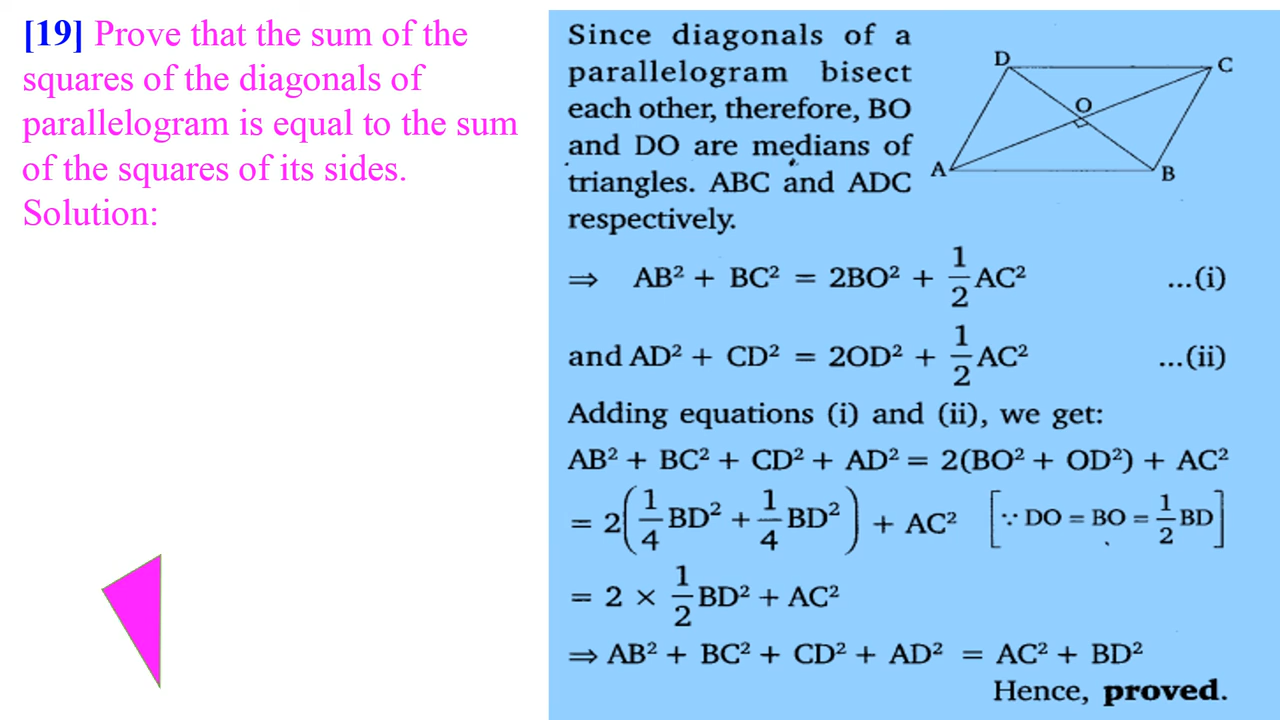 [19] Prove that the sum of the
squares of the diagonals of
parallelogram is equal to the sum
of the squares of its sides.
Solution:
Since diagonals of a
parallelogram bisect
each other, therefore, BO
and DO are medians of
triangles. ABC and ADC
respectively.
D
C
O
A
B
⇒ AB² + BC² = 2BO² + 1/2 AC² ...(i)
and AD² + CD² = 2OD² + 1/2 AC² ...(ii)
Adding equations (i) and (ii), we get:
AB² + BC² + CD² + AD² = 2(BO² + OD²) + AC²
= 2(1/4 BD² + 1/4 BD²) + AC² [∵ DO = BO = 1/2 BD]
= 2 × 1/2 BD² + AC²
⇒ AB² + BC² + CD² + AD² = AC² + BD²
Hence, proved.